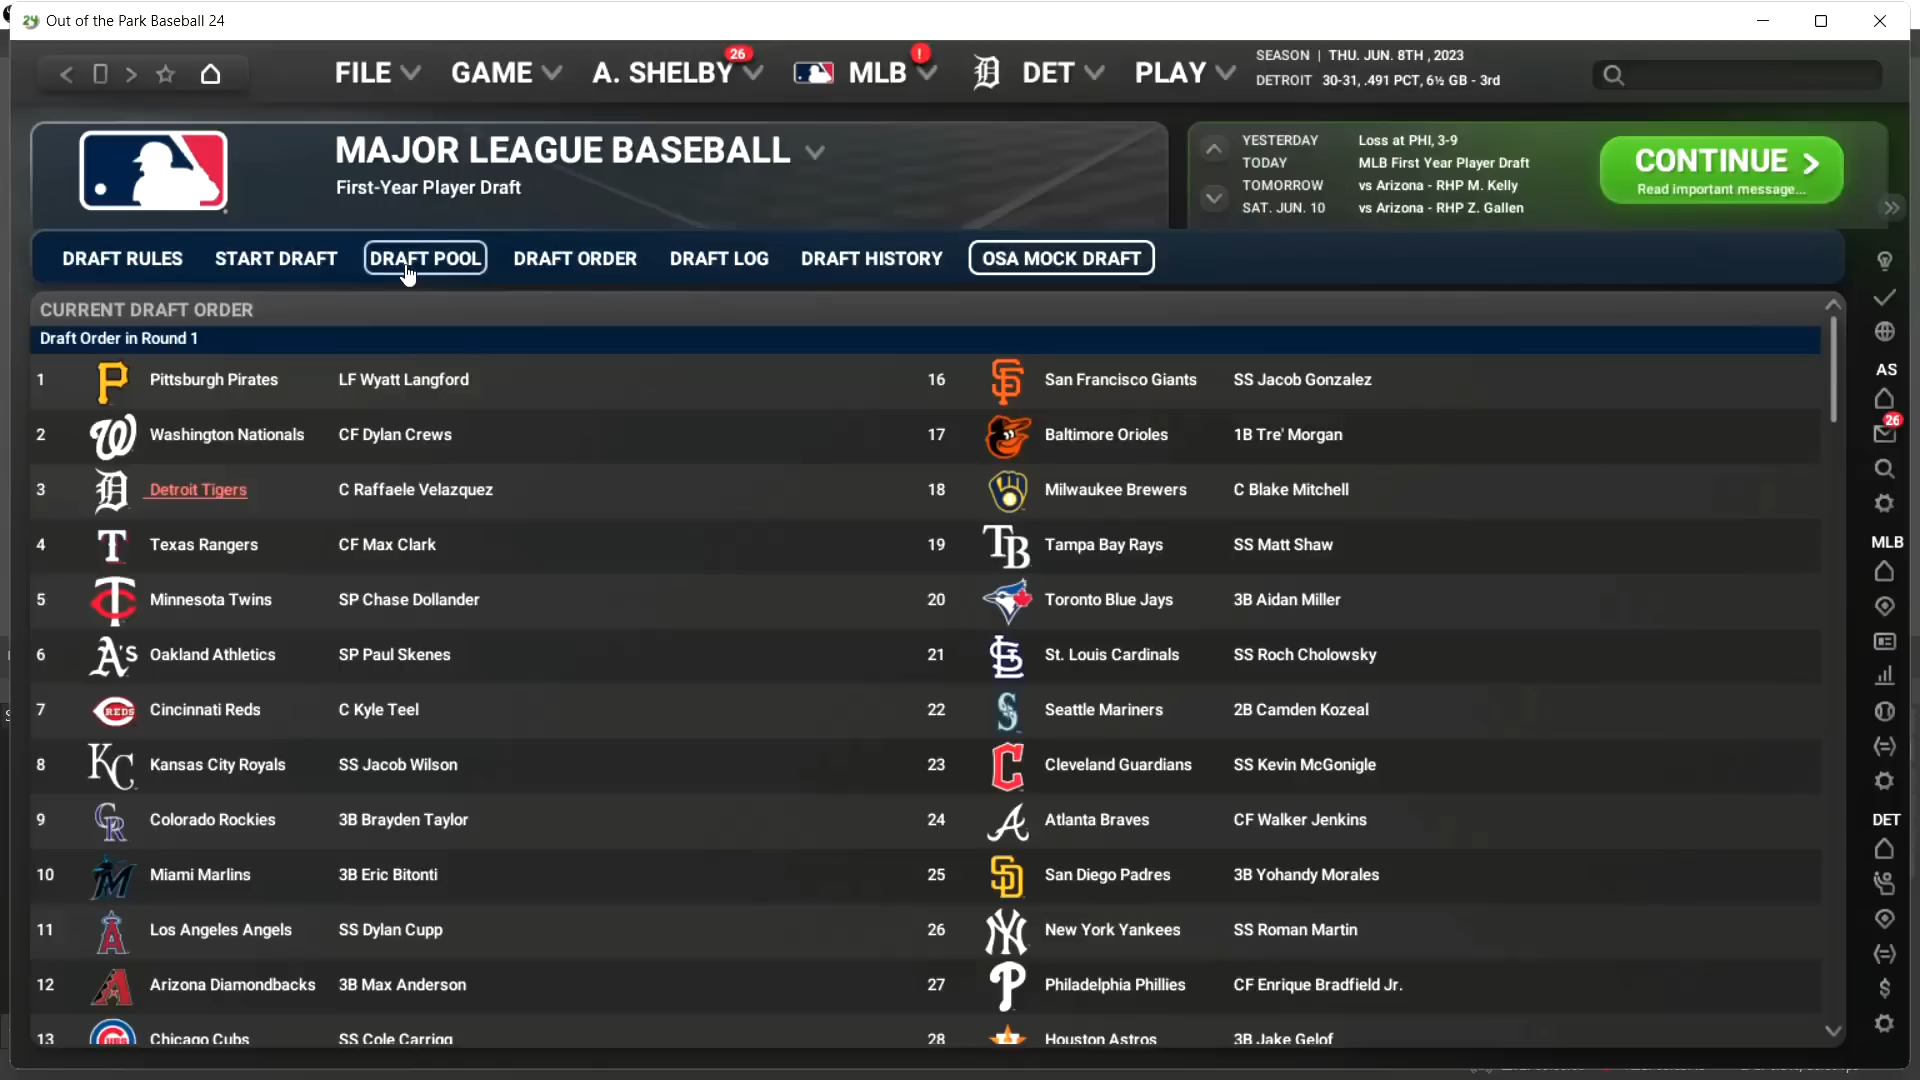 24 Out of the Park Baseball 24
FILE GAME A. SHELBY 26 MLB ! DET PLAY
SEASON | THU. JUN. 8TH , 2023
DETROIT 30-31, .491 PCT, 6½ GB - 3rd
MAJOR LEAGUE BASEBALL
First-Year Player Draft
YESTERDAY Loss at PHI, 3-9
TODAY MLB First Year Player Draft
TOMORROW vs Arizona - RHP M. Kelly
SAT. JUN. 10 vs Arizona - RHP Z. Gallen
CONTINUE >
Read important message...
DRAFT RULES START DRAFT DRAFT POOL DRAFT ORDER DRAFT LOG DRAFT HISTORY OSA MOCK DRAFT
CURRENT DRAFT ORDER
Draft Order in Round 1
1 Pittsburgh Pirates LF Wyatt Langford
2 Washington Nationals CF Dylan Crews
3 Detroit Tigers C Raffaele Velazquez
4 Texas Rangers CF Max Clark
5 Minnesota Twins SP Chase Dollander
6 Oakland Athletics SP Paul Skenes
7 Cincinnati Reds C Kyle Teel
8 Kansas City Royals SS Jacob Wilson
9 Colorado Rockies 3B Brayden Taylor
10 Miami Marlins 3B Eric Bitonti
11 Los Angeles Angels SS Dylan Cupp
12 Arizona Diamondbacks 3B Max Anderson
13 Chicago Cubs SS Cole Carrigg
16 San Francisco Giants SS Jacob Gonzalez
17 Baltimore Orioles 1B Tre' Morgan
18 Milwaukee Brewers C Blake Mitchell
19 Tampa Bay Rays SS Matt Shaw
20 Toronto Blue Jays 3B Aidan Miller
21 St. Louis Cardinals SS Roch Cholowsky
22 Seattle Mariners 2B Camden Kozeal
23 Cleveland Guardians SS Kevin McGonigle
24 Atlanta Braves CF Walker Jenkins
25 San Diego Padres 3B Yohandy Morales
26 New York Yankees SS Roman Martin
27 Philadelphia Phillies CF Enrique Bradfield Jr.
28 Houston Astros 3B Jake Gelof
AS
26
MLB
DET